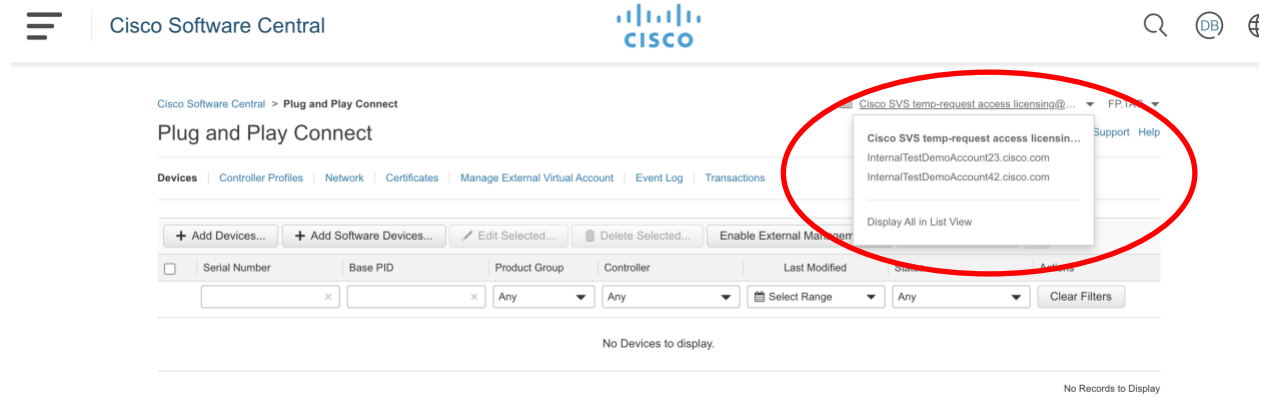 Cisco Software Central
CISCO
DB
Cisco Software Central > Plug and Play Connect
Cisco SVS temp-request access licensing@...
Plug and Play Connect
Support Help
Cisco SVS temp-request access licensin...
InternalTestDemoAccount23.cisco.com
InternalTestDemoAccount42.cisco.com
Display All in List View
Devices | Controller Profiles | Network | Certificates | Manage External Virtual Account | Event Log | Transactions
+ Add Devices... + Add Software Devices... Edit Selected... Delete Selected... Enable External
Serial Number Base PID Product Group Controller Last Modified Actions
Any Any Select Range Any Clear Filters
No Devices to display.
No Records to Display